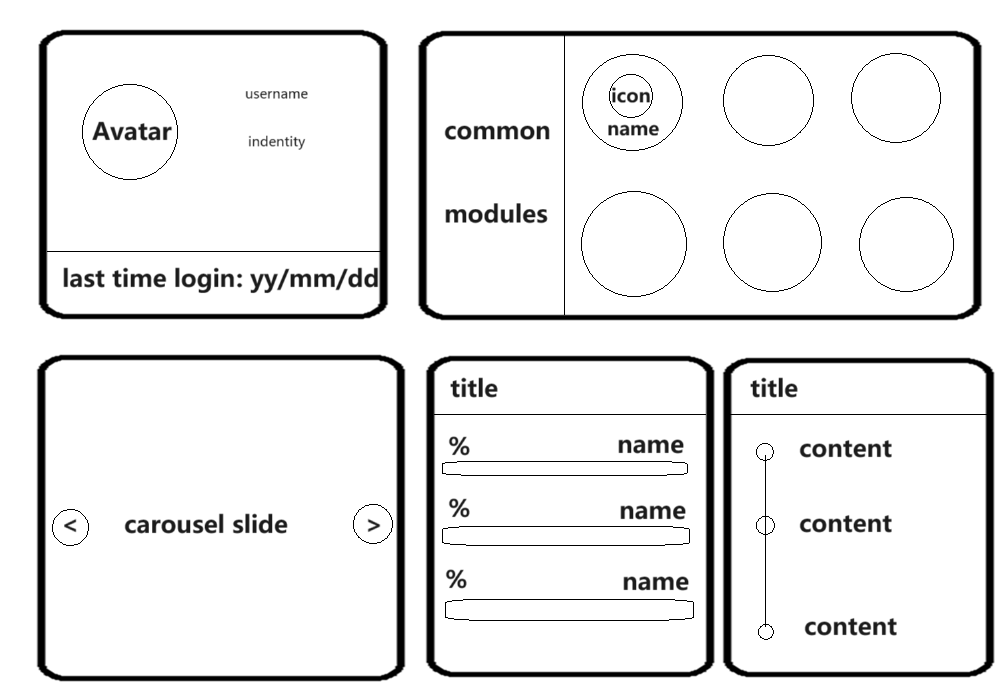 Avatar
username
indentity
last time login: yy/mm/dd
common
modules
icon
name
<
carousel slide
>
title
% name
% name
% name
title
content
content
content